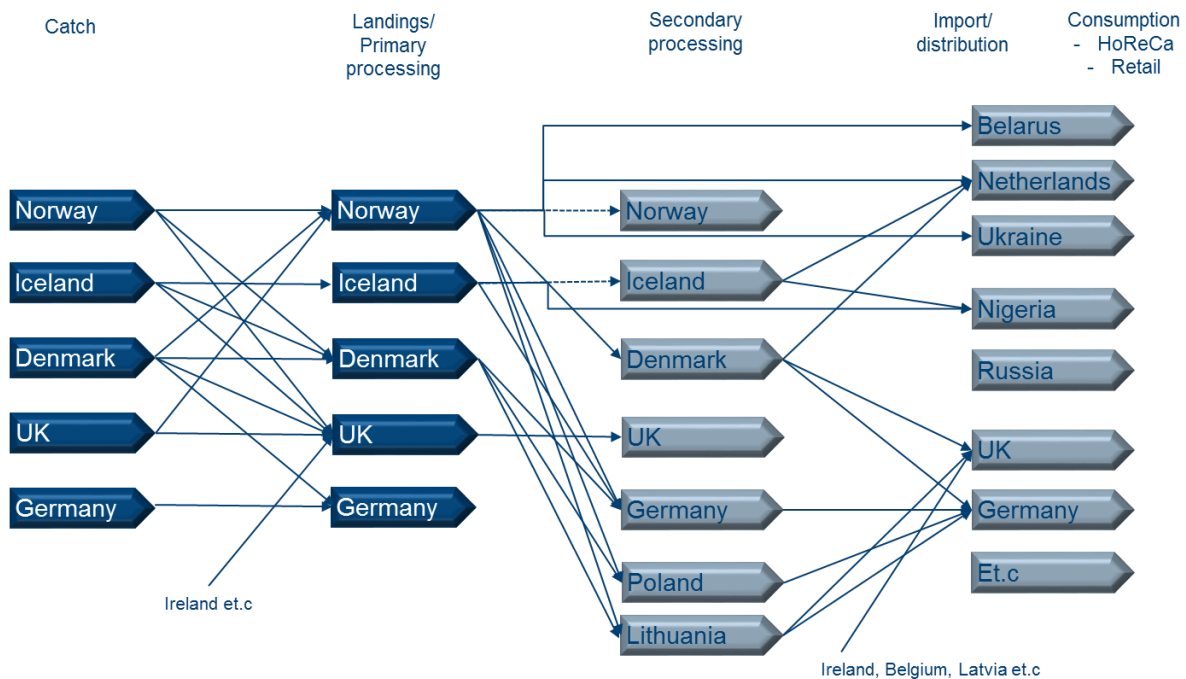 Catch
Landings/
Primary
processing
Secondary
processing
Import/
distribution
Consumption
- HoReCa
- Retail
Norway
Iceland
Denmark
UK
Germany
Ireland et.c
Norway
Iceland
Denmark
UK
Germany
Norway
Iceland
Denmark
UK
Germany
Poland
Lithuania
Belarus
Netherlands
Ukraine
Nigeria
Russia
UK
Germany
Et.c
Ireland, Belgium, Latvia et.c